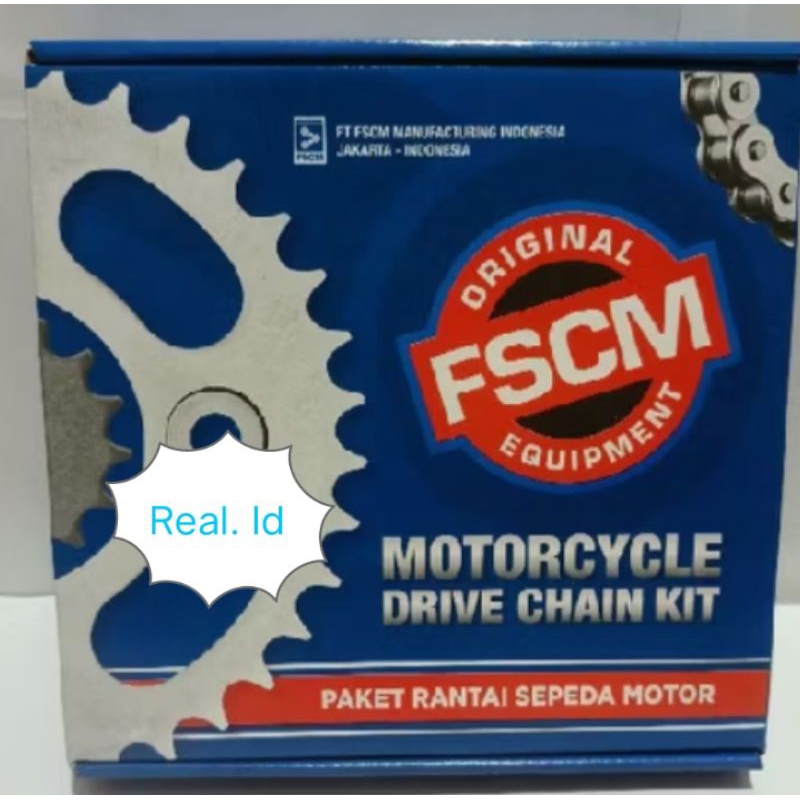 PT FSCM MANUFACTURING INDONESIA
JAKARTA - INDONESIA
FSCM
ORIGINAL
FSCM
EQUIPMENT
Real. Id
MOTORCYCLE
DRIVE CHAIN KIT
PAKET RANTAI SEPEDA MOTOR